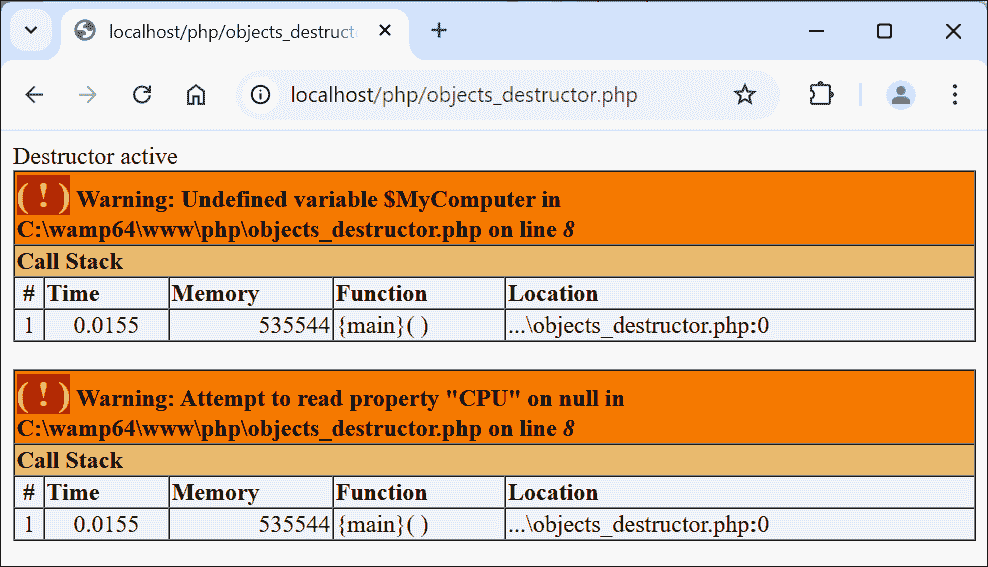 localhost/php/objects_destructo
localhost/php/objects_destructor.php
Destructor active
( ! ) Warning: Undefined variable $MyComputer in
C:\wamp64\www\php\objects_destructor.php on line 8
Call Stack
# Time Memory Function Location
1 0.0155 535544 {main}( ) ...\objects_destructor.php:0
( ! ) Warning: Attempt to read property "CPU" on null in
C:\wamp64\www\php\objects_destructor.php on line 8
Call Stack
# Time Memory Function Location
1 0.0155 535544 {main}( ) ...\objects_destructor.php:0